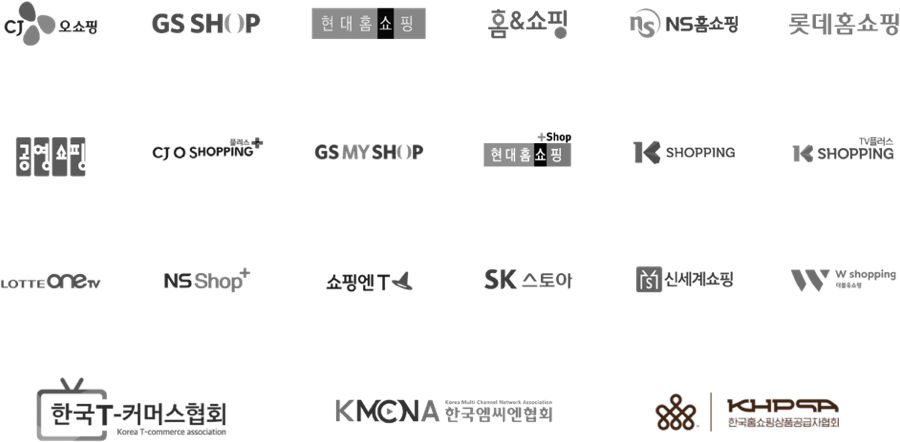 CJ 오쇼핑
GS SHOP
현대홈쇼핑
홈&쇼핑
ns NS홈쇼핑
롯데홈쇼핑
공영쇼핑
플러스
CJ O SHOPPING+
GS MY SHOP
+Shop
현대홈쇼핑
K SHOPPING
TV플러스
K SHOPPING
LOTTE ONE TV
NS Shop+
쇼핑엔T
SK 스토아
신세계쇼핑
W shopping
더블유쇼핑
한국T-커머스협회
Korea T-commerce association
KMCNA
Korea Multi Channel Network Association
한국엠씨엔협회
KHPSA
한국홈쇼핑상품공급자협회